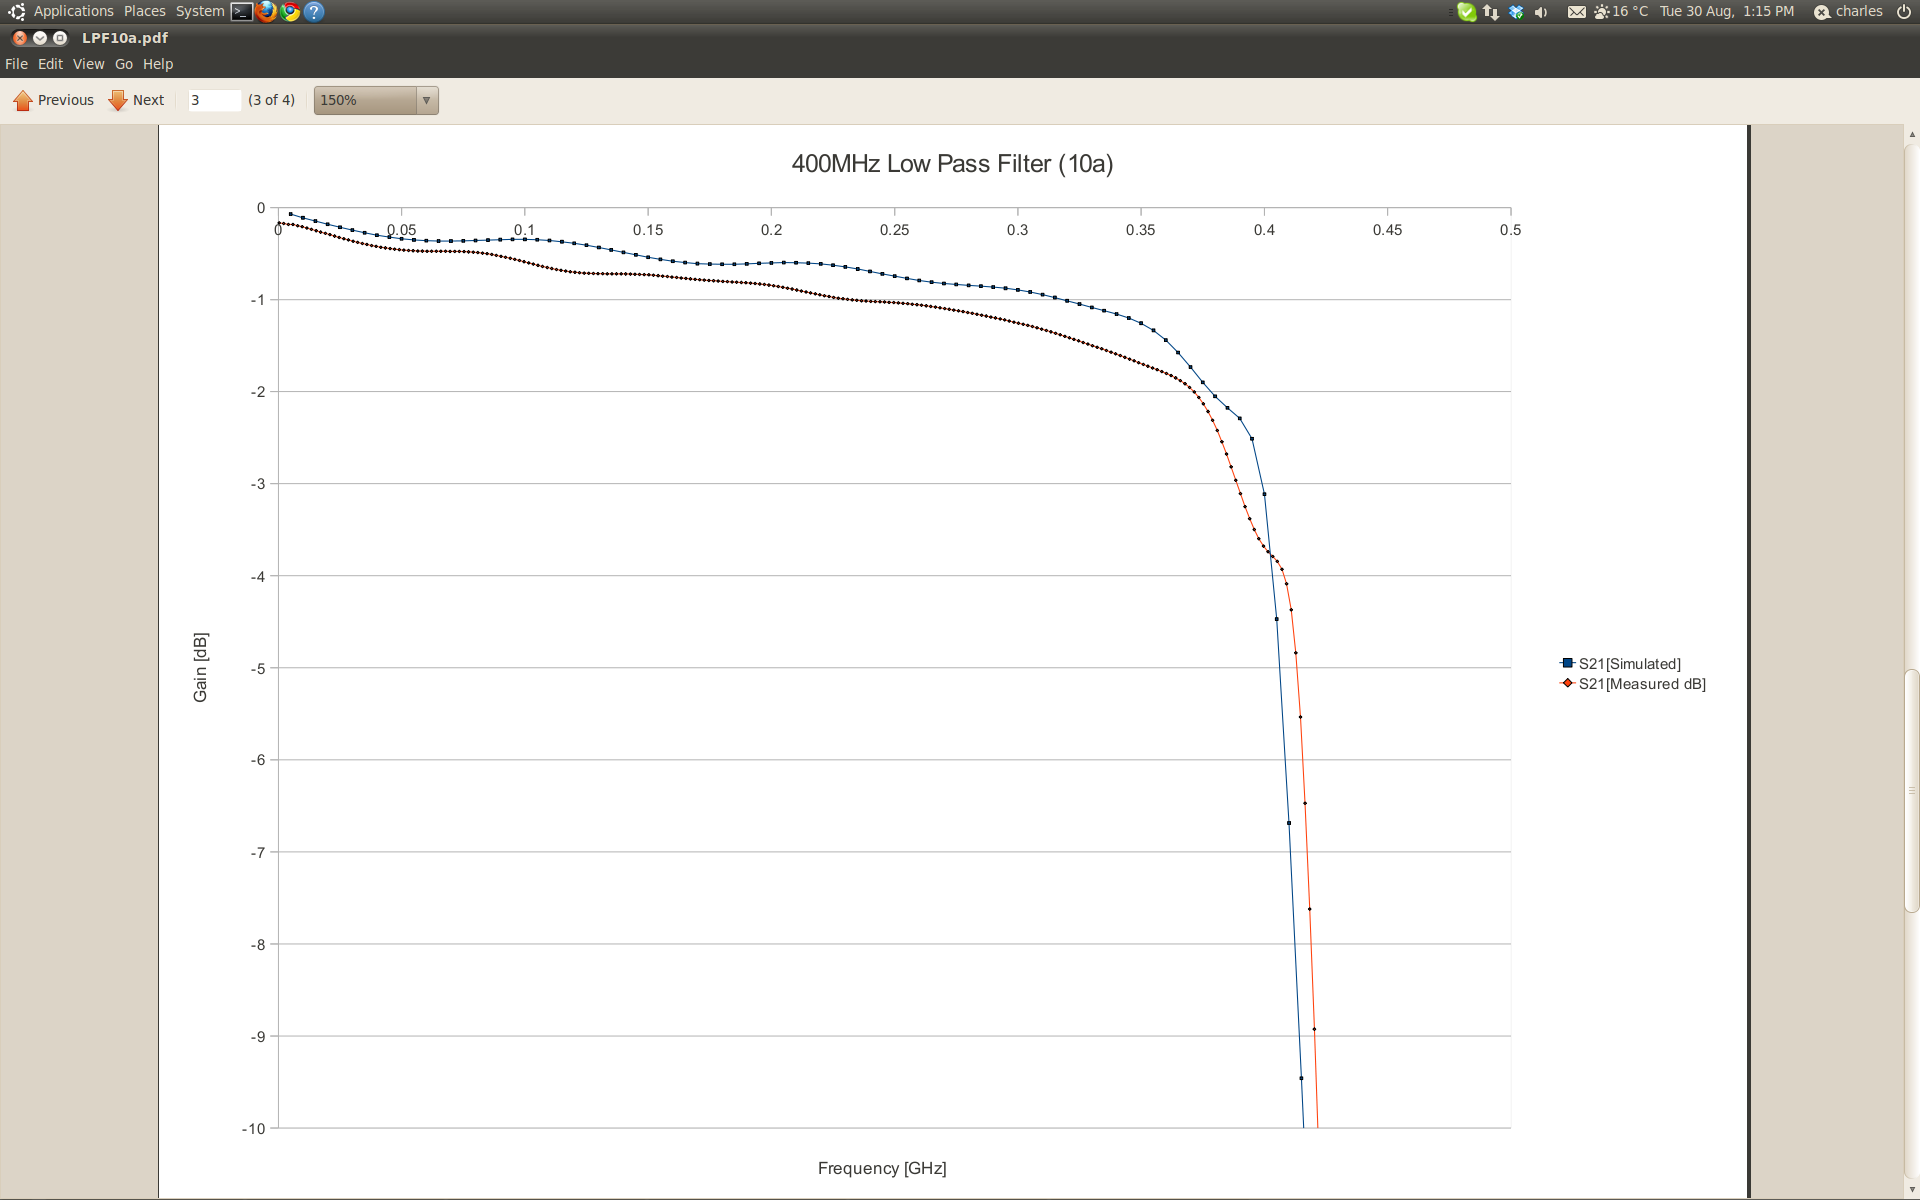 Applications Places System 16 °C Tue 30 Aug, 1:15 PM charles
LPF10a.pdf
File Edit View Go Help
Previous Next 3 (3 of 4) 150%
400MHz Low Pass Filter (10a)
0
0 0.05 0.1 0.15 0.2 0.25 0.3 0.35 0.4 0.45 0.5
-1
-2
-3
-4
-5
-6
-7
-8
-9
-10
Gain [dB]
S21[Simulated]
S21[Measured dB]
Frequency [GHz]